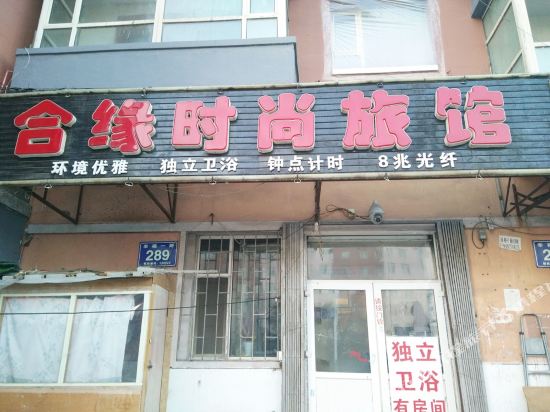 合缘时尚旅馆
环境优雅 独立卫浴 钟点计时 8兆光纤
289
独立
卫浴
有房间